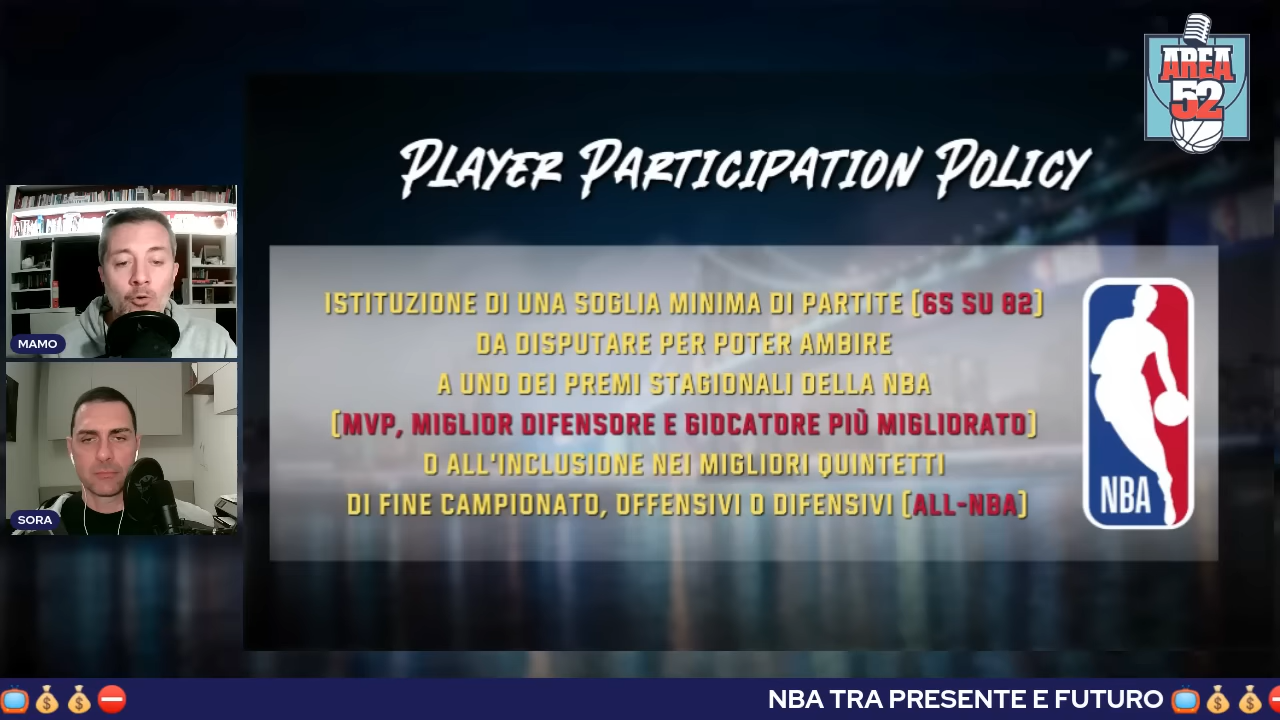 AREA
52
PLAYER PARTICIPATION POLICY
ISTITUZIONE DI UNA SOGLIA MINIMA DI PARTITE (65 SU 82)
DA DISPUTARE PER POTER AMBIRE
A UNO DEI PREMI STAGIONALI DELLA NBA
(MVP, MIGLIOR DIFENSORE E GIOCATORE PIÙ MIGLIORATO)
O ALL'INCLUSIONE NEI MIGLIORI QUINTETTI
DI FINE CAMPIONATO, OFFENSIVI O DIFENSIVI (ALL-NBA)
NBA
MAMO
SORA
NBA TRA PRESENTE E FUTURO